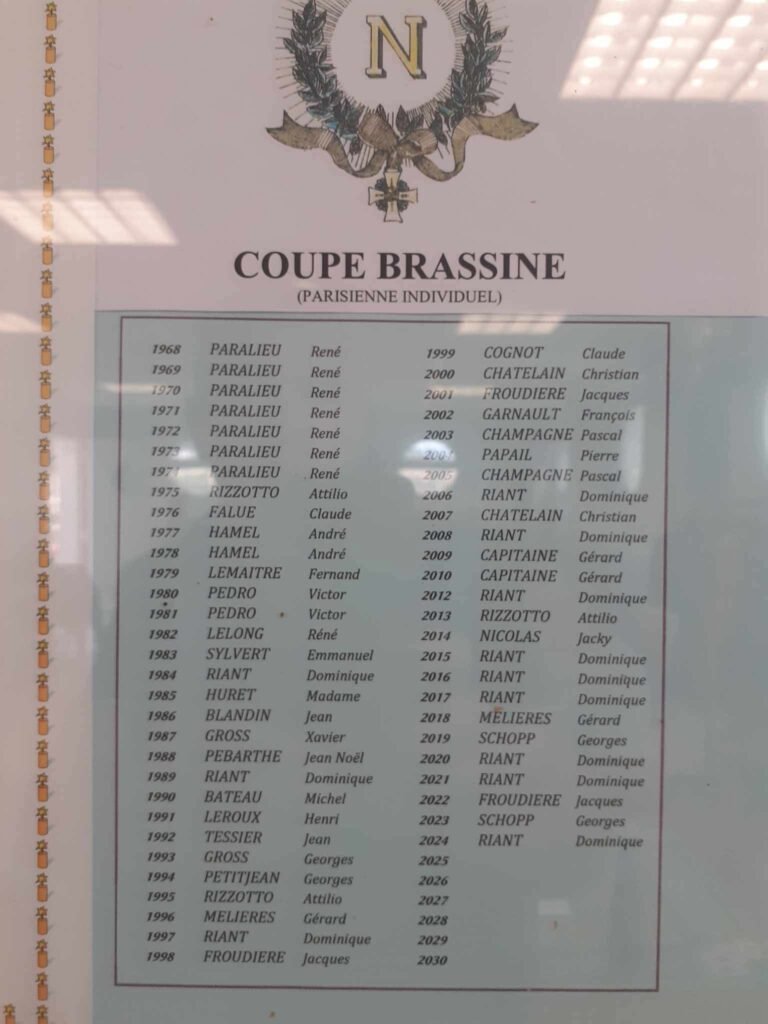 N
COUPE BRASSINE
(PARISIENNE INDIVIDUEL)
1968 PARALIEU René
1969 PARALIEU René
1970 PARALIEU René
1971 PARALIEU René
1972 PARALIEU René
1973 PARALIEU René
1974 PARALIEU René
1975 RIZZOTTO Attilio
1976 FALUE Claude
1977 HAMEL André
1978 HAMEL André
1979 LEMAITRE Fernand
1980 PEDRO Victor
1981 PEDRO Victor
1982 LELONG Réné
1983 SYLVERT Emmanuel
1984 RIANT Dominique
1985 HURET Madame
1986 BLANDIN Jean
1987 GROSS Xavier
1988 PEBARTHE Jean Noël
1989 RIANT Dominique
1990 BATEAU Michel
1991 LEROUX Henri
1992 TESSIER Jean
1993 GROSS Georges
1994 PETITJEAN Georges
1995 RIZZOTTO Attilio
1996 MELIERES Gérard
1997 RIANT Dominique
1998 FROUDIERE Jacques
1999 COGNOT Claude
2000 CHATELAIN Christian
2001 FROUDIERE Jacques
2002 GARNAULT François
2003 CHAMPAGNE Pascal
2004 PAPAIL Pierre
2005 CHAMPAGNE Pascal
2006 RIANT Dominique
2007 CHATELAIN Christian
2008 RIANT Dominique
2009 CAPITAINE Gérard
2010 CAPITAINE Gérard
2012 RIANT Dominique
2013 RIZZOTTO Attilio
2014 NICOLAS Jacky
2015 RIANT Dominique
2016 RIANT Dominique
2017 RIANT Dominique
2018 MELIERES Gérard
2019 SCHOPP Georges
2020 RIANT Dominique
2021 RIANT Dominique
2022 FROUDIERE Jacques
2023 SCHOPP Georges
2024 RIANT Dominique
2025
2026
2027
2028
2029
2030